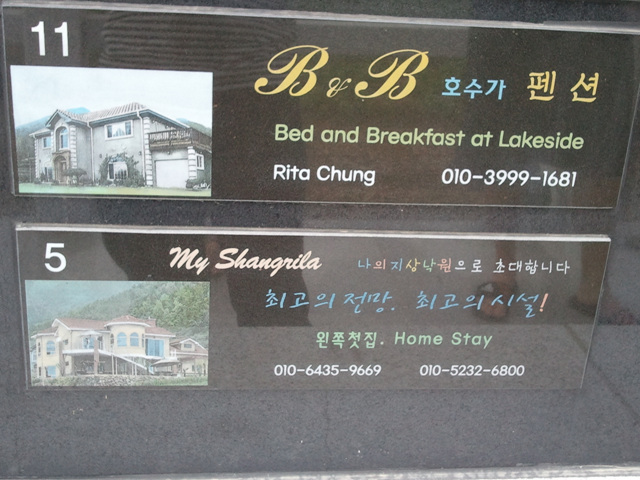 11
B & B 호수가 펜션
Bed and Breakfast at Lakeside
Rita Chung 010-3999-1681
5
My Shangrila 나의지상낙원으로 초대합니다
최고의전망. 최고의시설!
왼쪽첫집. Home Stay
010-6435-9669 010-5232-6800